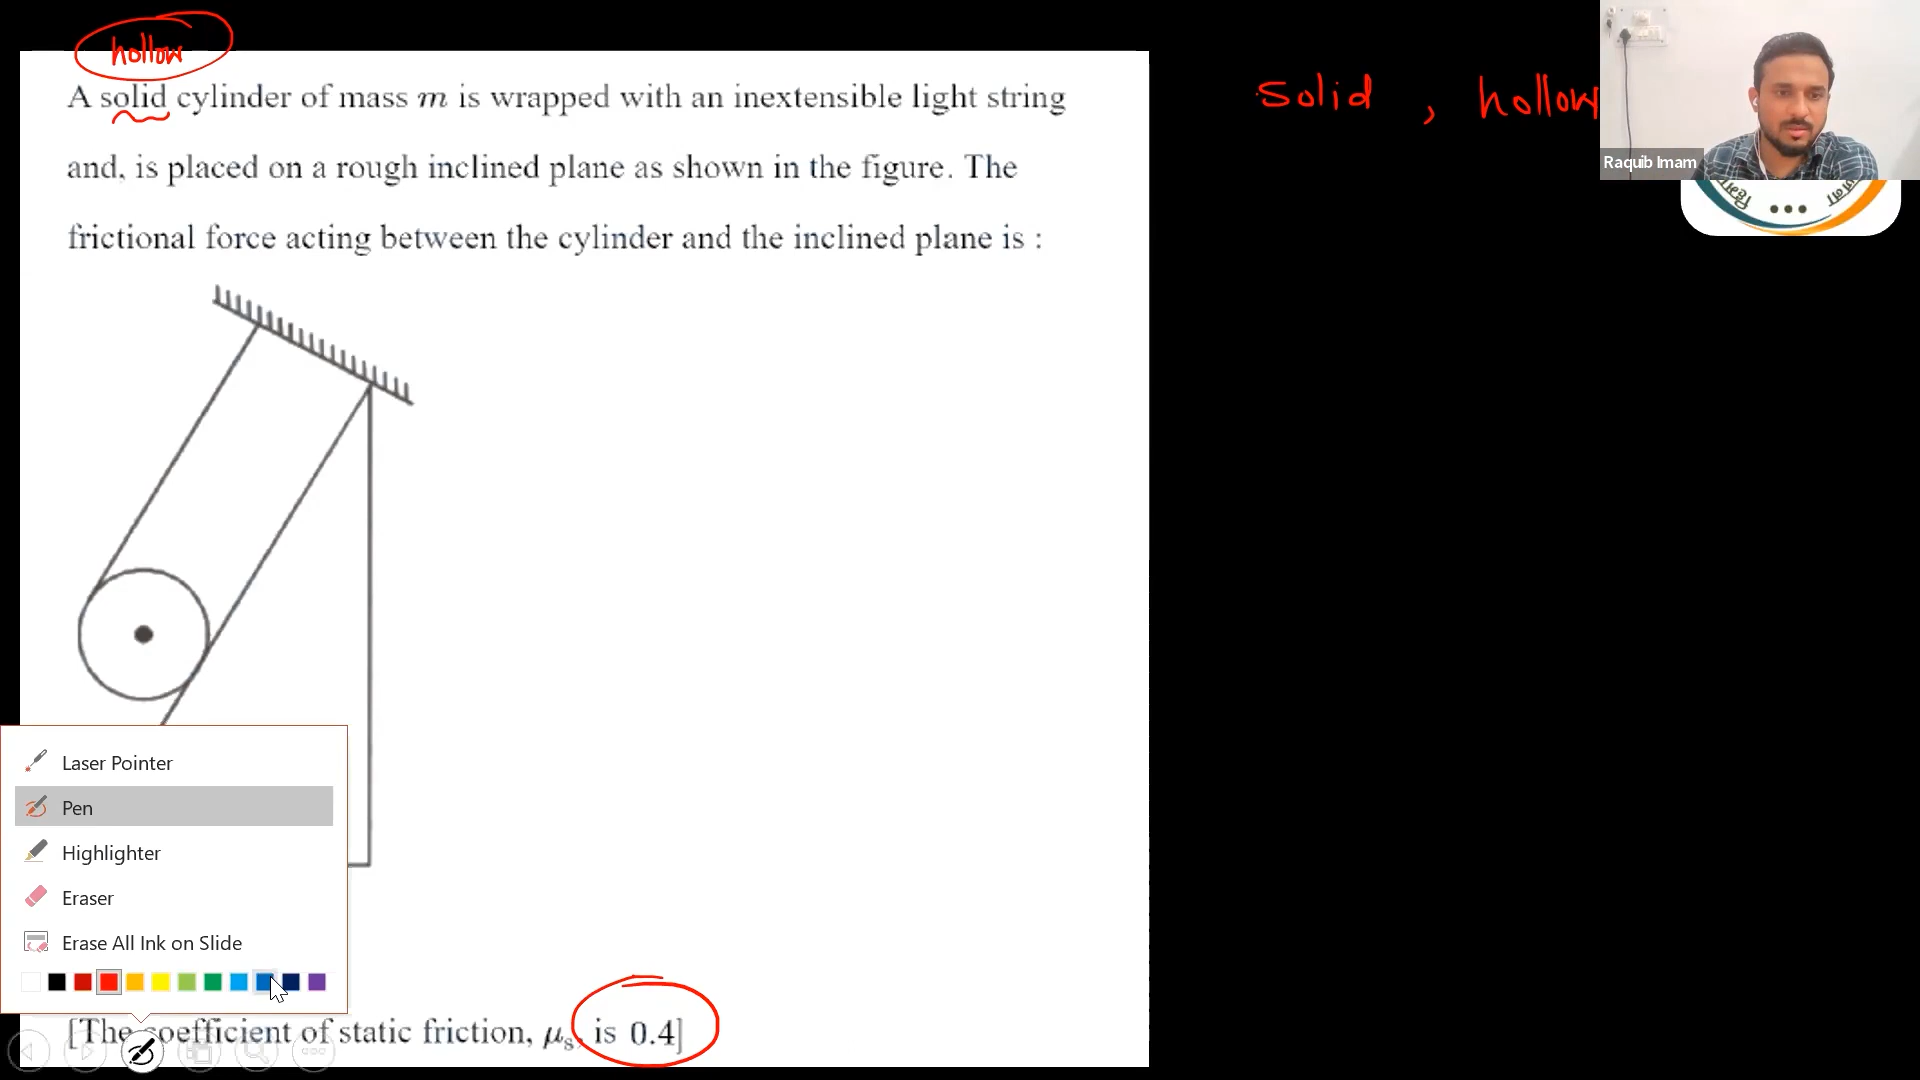 hollow
solid , hollow
A solid cylinder of mass m is wrapped with an inextensible light string
and, is placed on a rough inclined plane as shown in the figure. The
frictional force acting between the cylinder and the inclined plane is :
Raquib Imam
Laser Pointer
Pen
Highlighter
Eraser
Erase All Ink on Slide
[The coefficient of static friction, μs, is 0.4]